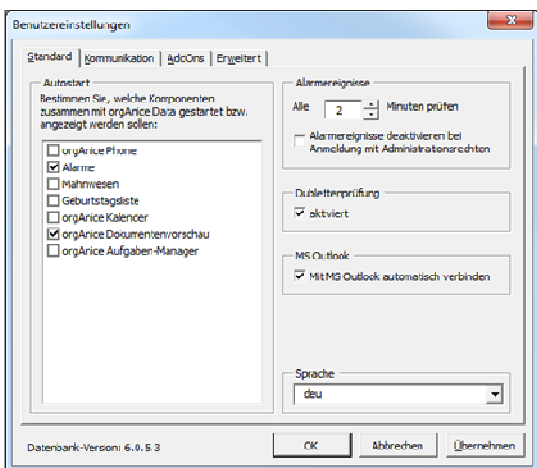 Benutzereinstellungen
Standard
Kommunikation
AddOns
Erweitert
Autostart
Bestimmen Sie, welche Komponenten
zusammen mit orgAnice Data gestartet bzw.
angezeigt werden sollen:
orgAnice Phone
Alarme
Mahnwesen
Geburtstagsliste
orgAnice Kalender
orgAnice Dokumentenvorschau
orgAnice Aufgaben-Manager
Alarmereignisse
Alle 2 Minuten prüfen
Alarmereignisse deaktivieren bei
Anmeldung mit Administratorrechten
Dublettenprüfung
aktiviert
MS Outlook
Mit MS Outlook automatisch verbinden
Sprache
deu
Datenbank-Version: 6.0.5.3
OK
Abbrechen
Übernehmen